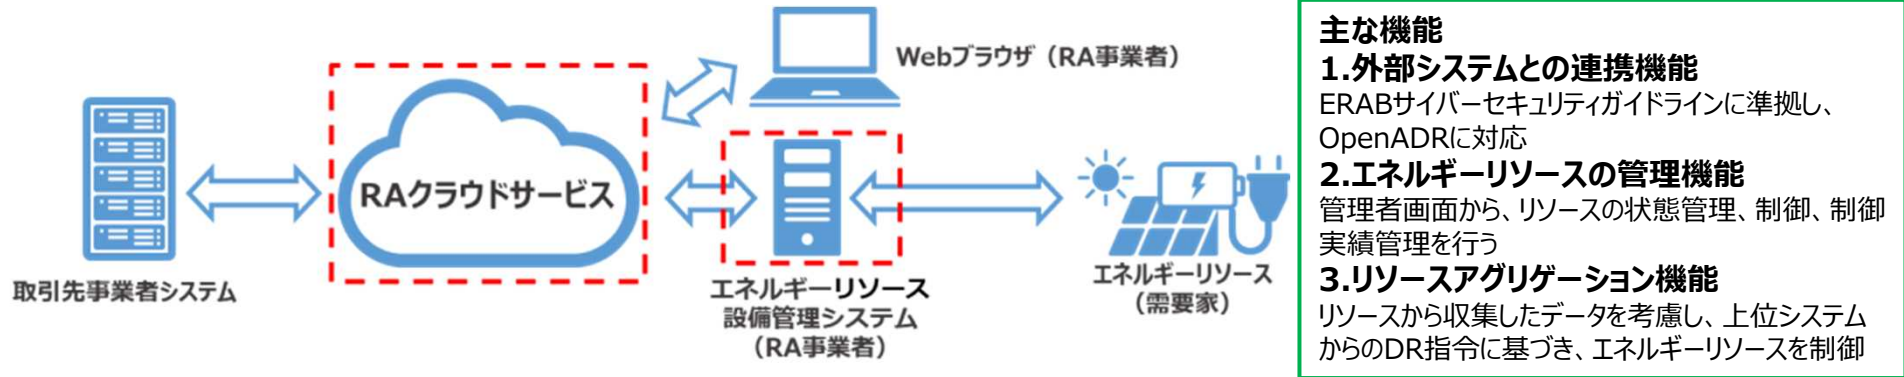 取引先事業者システム
RAクラウドサービス
Webブラウザ（RA事業者）
エネルギーリソース
設備管理システム
（RA事業者）
エネルギーリソース
（需要家）
主な機能
1.外部システムとの連携機能
ERABサイバーセキュリティガイドラインに準拠し、
OpenADRに対応
2.エネルギーリソースの管理機能
管理者画面から、リソースの状態管理、制御、制御
実績管理を行う
3.リソースアグリゲーション機能
リソースから収集したデータを考慮し、上位システム
からのDR指令に基づき、エネルギーリソースを制御